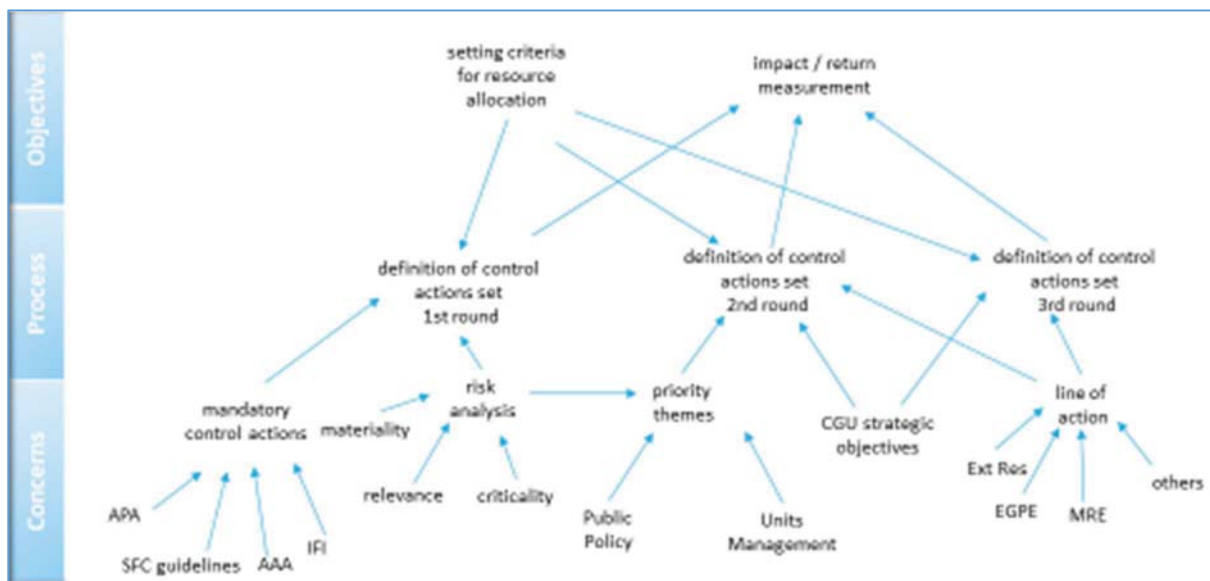 Objectives
setting criteria
for resource
allocation
impact / return
measurement
Process
definition of control
actions set
1st round
definition of control
actions set
2nd round
definition of control
actions set
3rd round
Concerns
mandatory
control actions
materiality
risk
analysis
priority
themes
CGU strategic
objectives
line of
action
APA
SFC guidelines
AAA
IFI
relevance
criticality
Public
Policy
Units
Management
Ext Res
EGPE
MRE
others